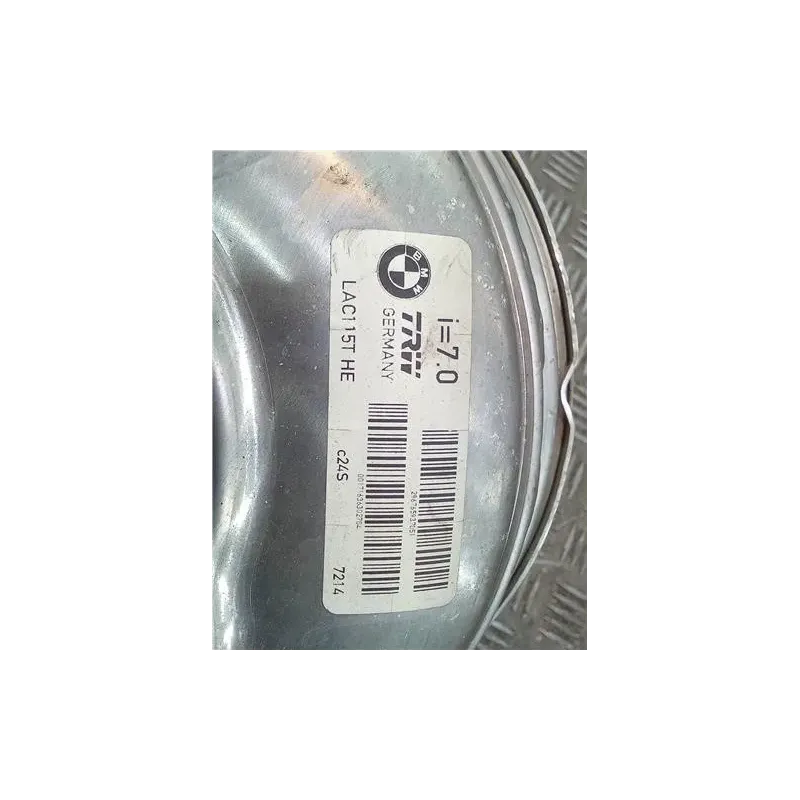 BMW
i=7.0
TRW
GERMANY
LAC115T HE
c24S
7214